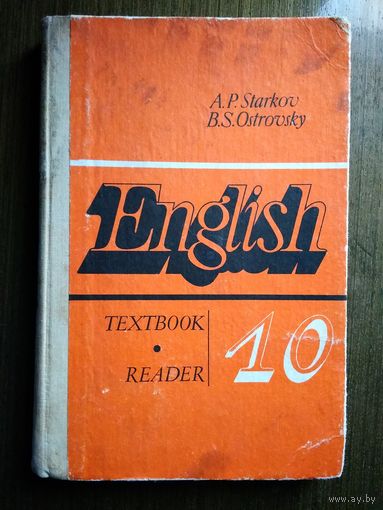 A.P. Starkov
B.S. Ostrovsky
English
TEXTBOOK
•
READER
10
www.ay.by